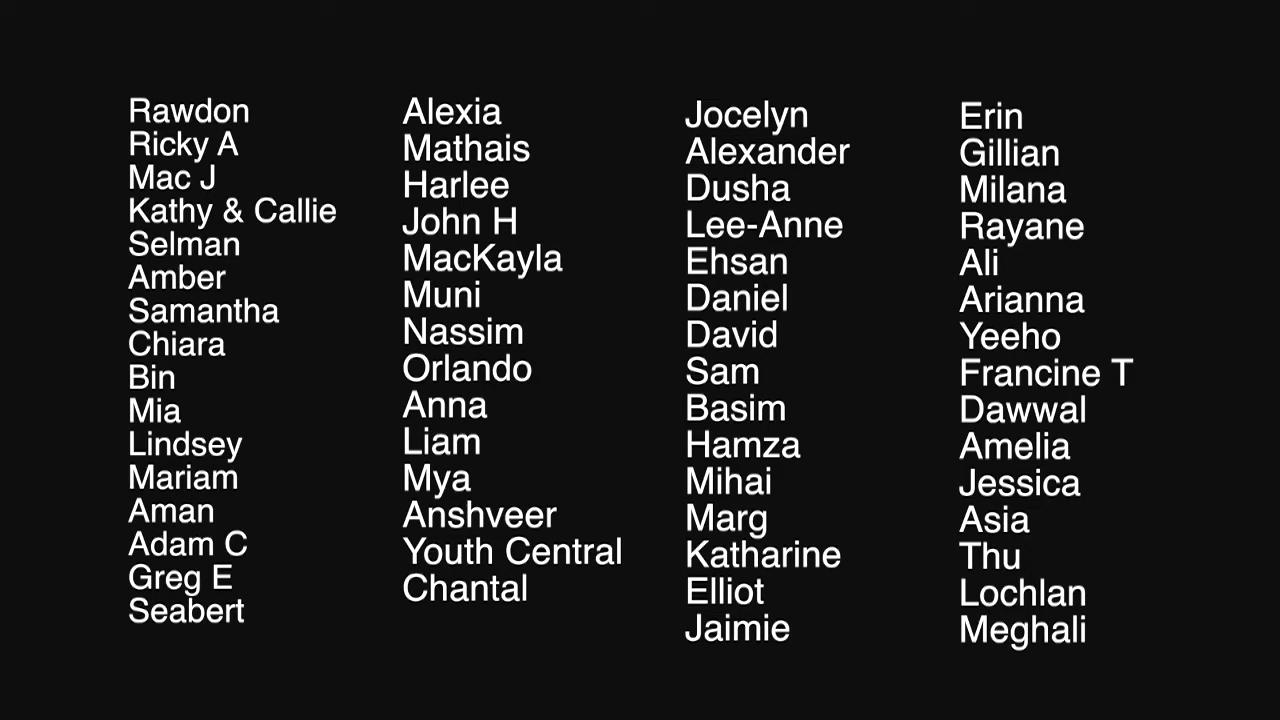 Rawdon
Ricky A
Mac J
Kathy & Callie
Selman
Amber
Samantha
Chiara
Bin
Mia
Lindsey
Mariam
Aman
Adam C
Greg E
Seabert
Alexia
Mathais
Harlee
John H
MacKayla
Muni
Nassim
Orlando
Anna
Liam
Mya
Anshveer
Youth Central
Chantal
Jocelyn
Alexander
Dusha
Lee-Anne
Ehsan
Daniel
David
Sam
Basim
Hamza
Mihai
Marg
Katharine
Elliot
Jaimie
Erin
Gillian
Milana
Rayane
Ali
Arianna
Yeeho
Francine T
Dawwal
Amelia
Jessica
Asia
Thu
Lochlan
Meghali